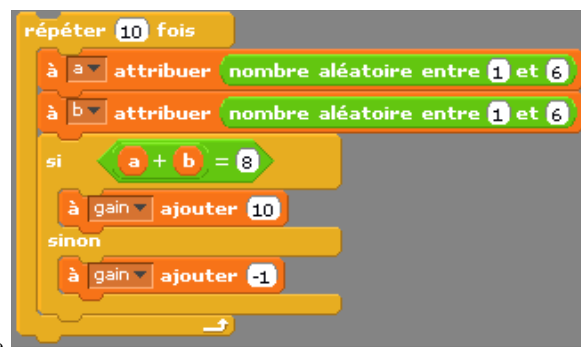 répéter 10 fois
à a attribuer nombre aléatoire entre 1 et 6
à b attribuer nombre aléatoire entre 1 et 6
si a + b = 8
à gain ajouter 10
sinon
à gain ajouter -1